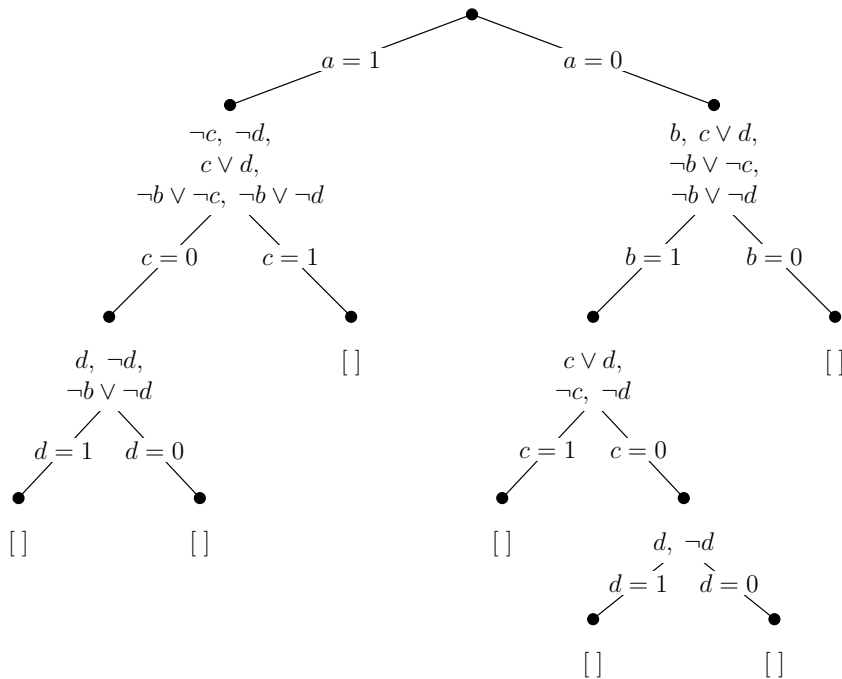 a = 1
a = 0
¬c, ¬d,
c ∨ d,
¬b ∨ ¬c, ¬b ∨ ¬d
b, c ∨ d,
¬b ∨ ¬c,
¬b ∨ ¬d
c = 0
c = 1
b = 1
b = 0
d, ¬d,
¬b ∨ ¬d
[ ]
c ∨ d,
¬c, ¬d
[ ]
d = 1
d = 0
c = 1
c = 0
[ ]
[ ]
[ ]
d, ¬d
d = 1
d = 0
[ ]
[ ]